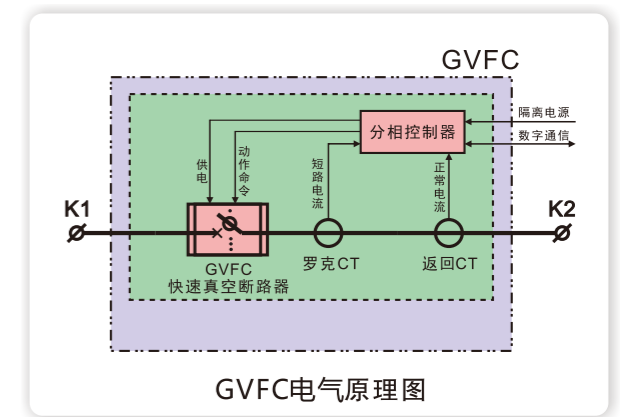 GVFC
分相控制器
隔离电源
数字通信
供电
动作命令
短路电流
正常电流
K1
K2
GVFC
快速真空断路器
罗克CT
返回CT
GVFC电气原理图